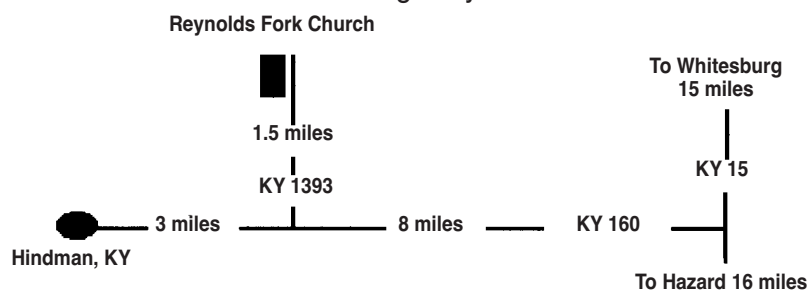 Reynolds Fork Church
To Whitesburg
15 miles
1.5 miles
KY 15
KY 1393
3 miles
8 miles
KY 160
Hindman, KY
To Hazard 16 miles